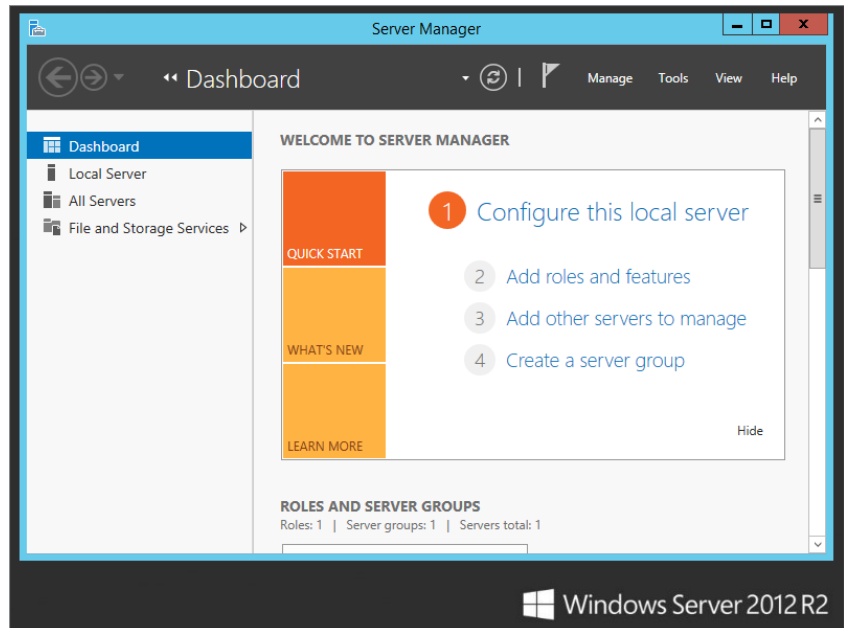 Server Manager
Dashboard
Manage Tools View Help
Dashboard
Local Server
All Servers
File and Storage Services
WELCOME TO SERVER MANAGER
QUICK START
WHAT'S NEW
LEARN MORE
1 Configure this local server
2 Add roles and features
3 Add other servers to manage
4 Create a server group
Hide
ROLES AND SERVER GROUPS
Roles: 1 | Server groups: 1 | Servers total: 1
Windows Server 2012 R2